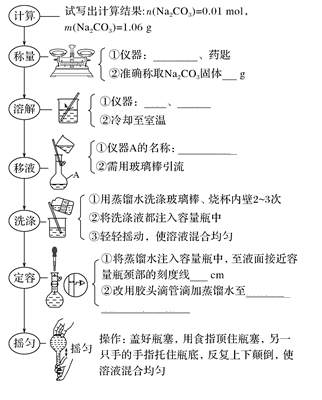 计算
试写出计算结果:n(Na₂CO₃)=0.01 mol,
m(Na₂CO₃)=1.06 g
称量
①仪器: ________、药匙
②准确称取Na₂CO₃固体__ g
溶解
①仪器: ____、______
②冷却至室温
移液
A
①仪器A的名称: __________
②需用玻璃棒引流
洗涤
①用蒸馏水洗涤玻璃棒、烧杯内壁2~3次
②将洗涤液都注入容量瓶中
③轻轻摇动,使溶液混合均匀
定容
①将蒸馏水注入容量瓶中,至液面接近容
量瓶颈部的刻度线___ cm
②改用胶头滴管滴加蒸馏水至_______
_______________
摇匀
摇匀
操作: 盖好瓶塞,用食指顶住瓶塞,另一
只手的手指托住瓶底,反复上下颠倒,使
溶液混合均匀